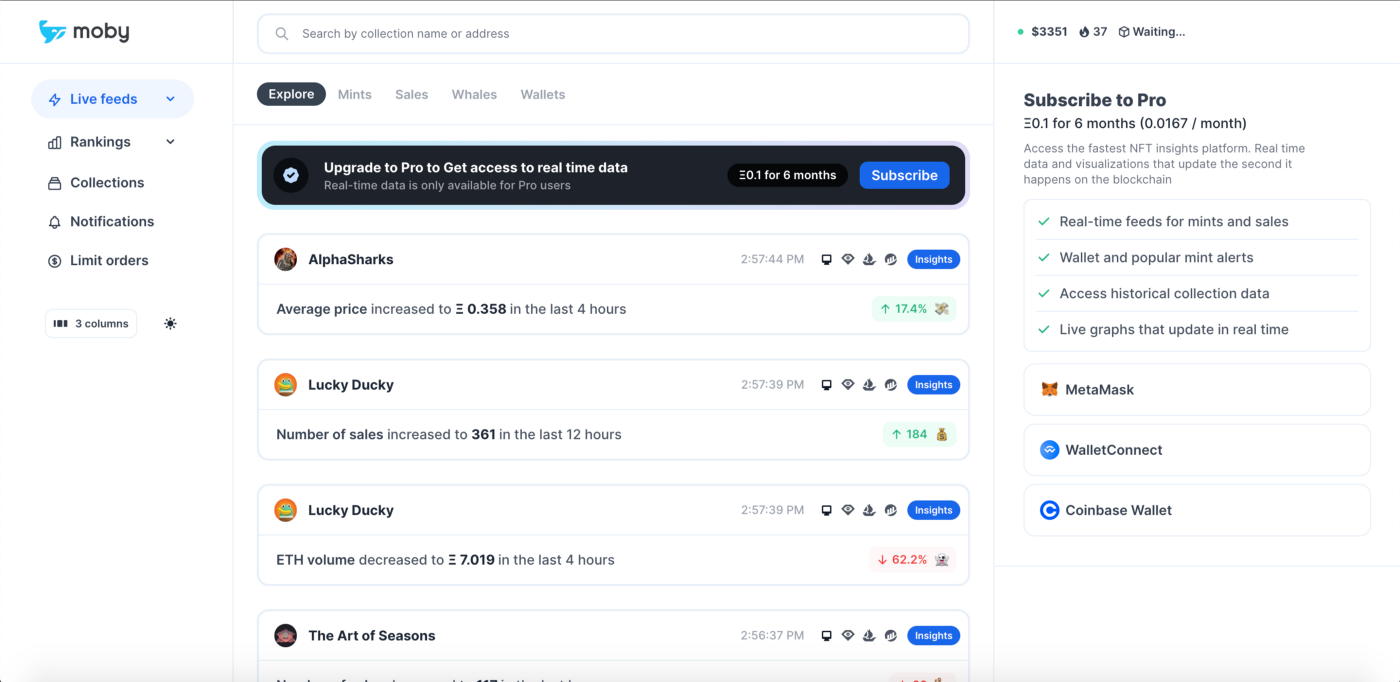 moby
Search by collection name or address
$3351 37 Waiting...
Live feeds
Rankings
Collections
Notifications
Limit orders
3 columns
Explore Mints Sales Whales Wallets
Upgrade to Pro to Get access to real time data
Real-time data is only available for Pro users
Ξ0.1 for 6 months
Subscribe
AlphaSharks 2:57:44 PM Insights
Average price increased to Ξ 0.358 in the last 4 hours ↑ 17.4%
Lucky Ducky 2:57:39 PM Insights
Number of sales increased to 361 in the last 12 hours ↑ 184
Lucky Ducky 2:57:39 PM Insights
ETH volume decreased to Ξ 7.019 in the last 4 hours ↓ 62.2%
The Art of Seasons 2:56:37 PM Insights
Subscribe to Pro
Ξ0.1 for 6 months (0.0167 / month)
Access the fastest NFT insights platform. Real time
data and visualizations that update the second it
happens on the blockchain
Real-time feeds for mints and sales
Wallet and popular mint alerts
Access historical collection data
Live graphs that update in real time
MetaMask
WalletConnect
Coinbase Wallet